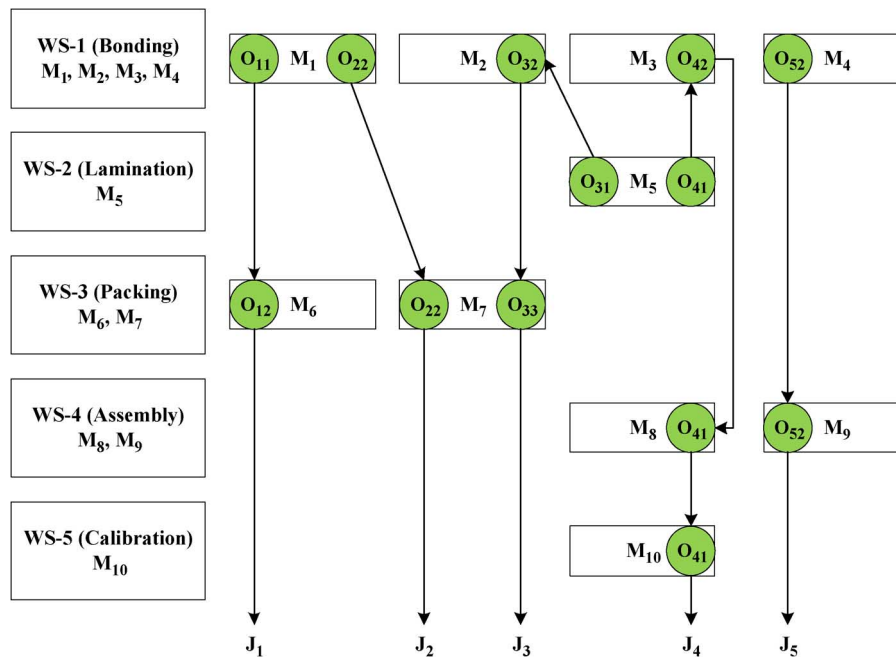 WS-1 (Bonding)
M1, M2, M3, M4
O11 M1 O22 M2 O32 M3 O42 O52 M4
WS-2 (Lamination)
M5
O31 M5 O41
WS-3 (Packing)
M6, M7
O12 M6 O22 M7 O33
WS-4 (Assembly)
M8, M9
M8 O41 O52 M9
WS-5 (Calibration)
M10
M10 O41
J1 J2 J3 J4 J5